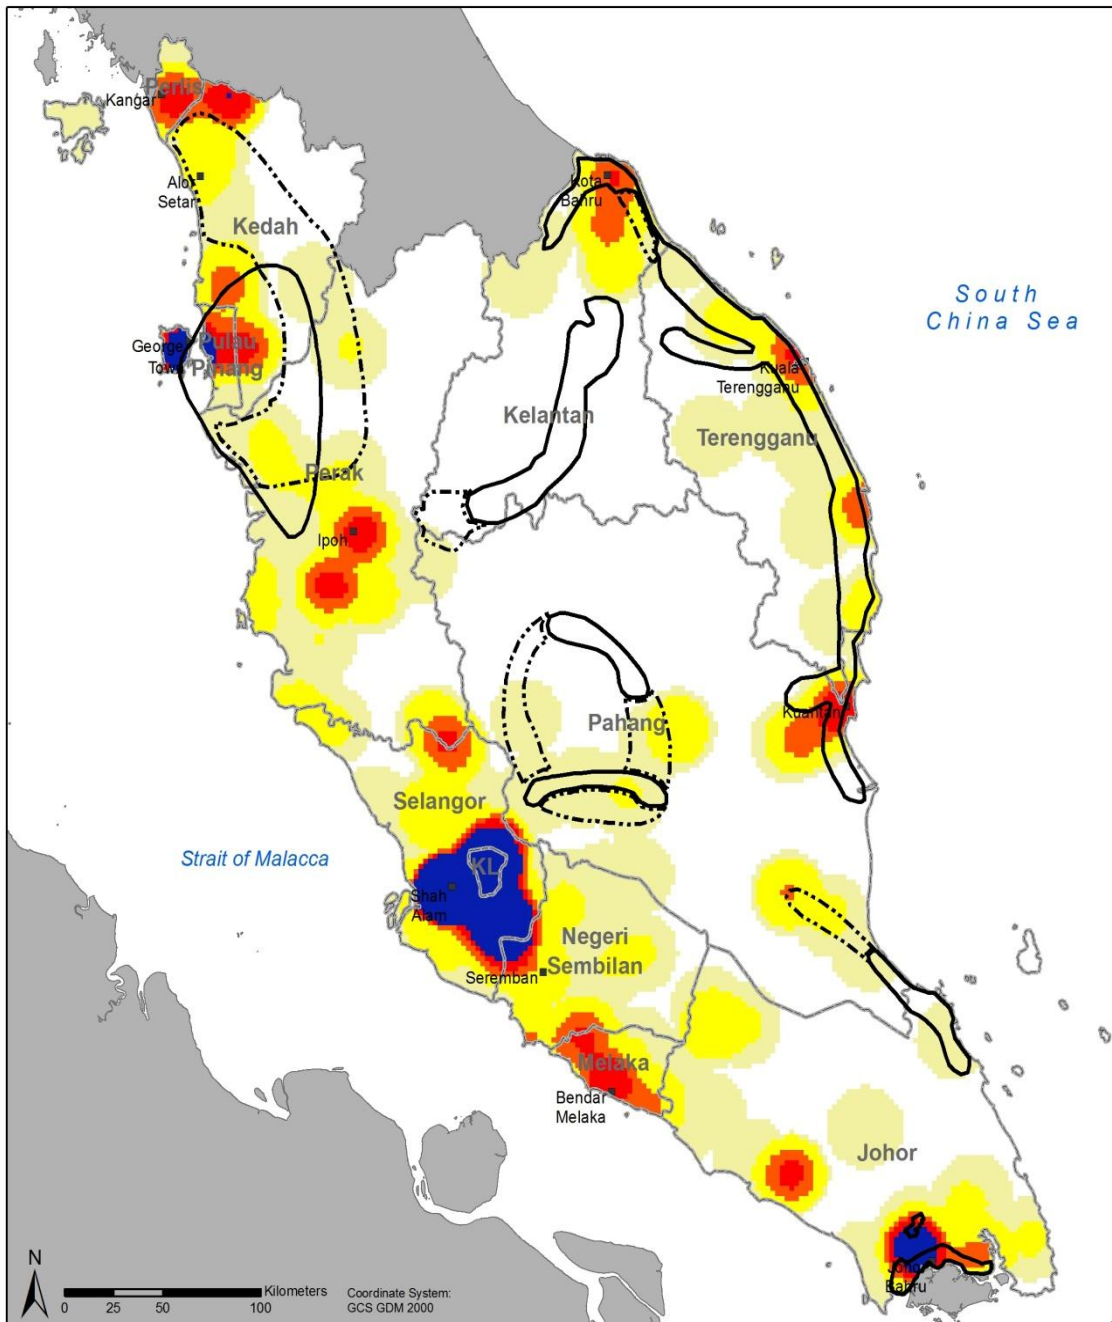 Perlis
Kangar
Alor
Setar
Kota
Bahru
Kedah
South
China Sea
George
Town
Pulau
Pinang
Kuala
Terengganu
Kelantan
Terengganu
Perak
Ipoh
Pahang
Kuantan
Selangor
Strait of Malacca
KL
Shah
Alam
Negeri
Sembilan
Seremban
Melaka
Bendar
Melaka
Johor
Johor
Bahru
N
Kilometers
0 25 50 100
Coordinate System:
GCS GDM 2000